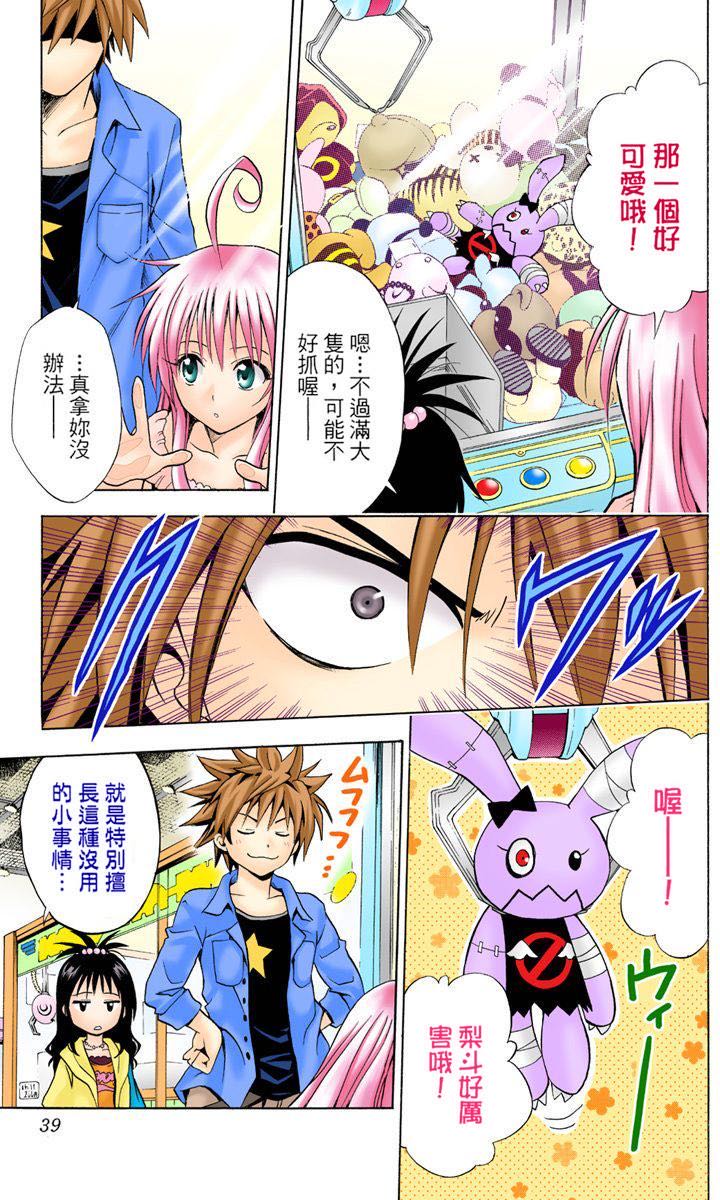 那一個好
可愛哦！
嗯…不過滿大
隻的，可能不
好抓喔——
…真拿妳沒
辦法——
クワッ
喔——！
ウィーー
梨斗好厲
害哦！
ムフフフ…
就是特別擅
長這種沒用
的小事情…
39